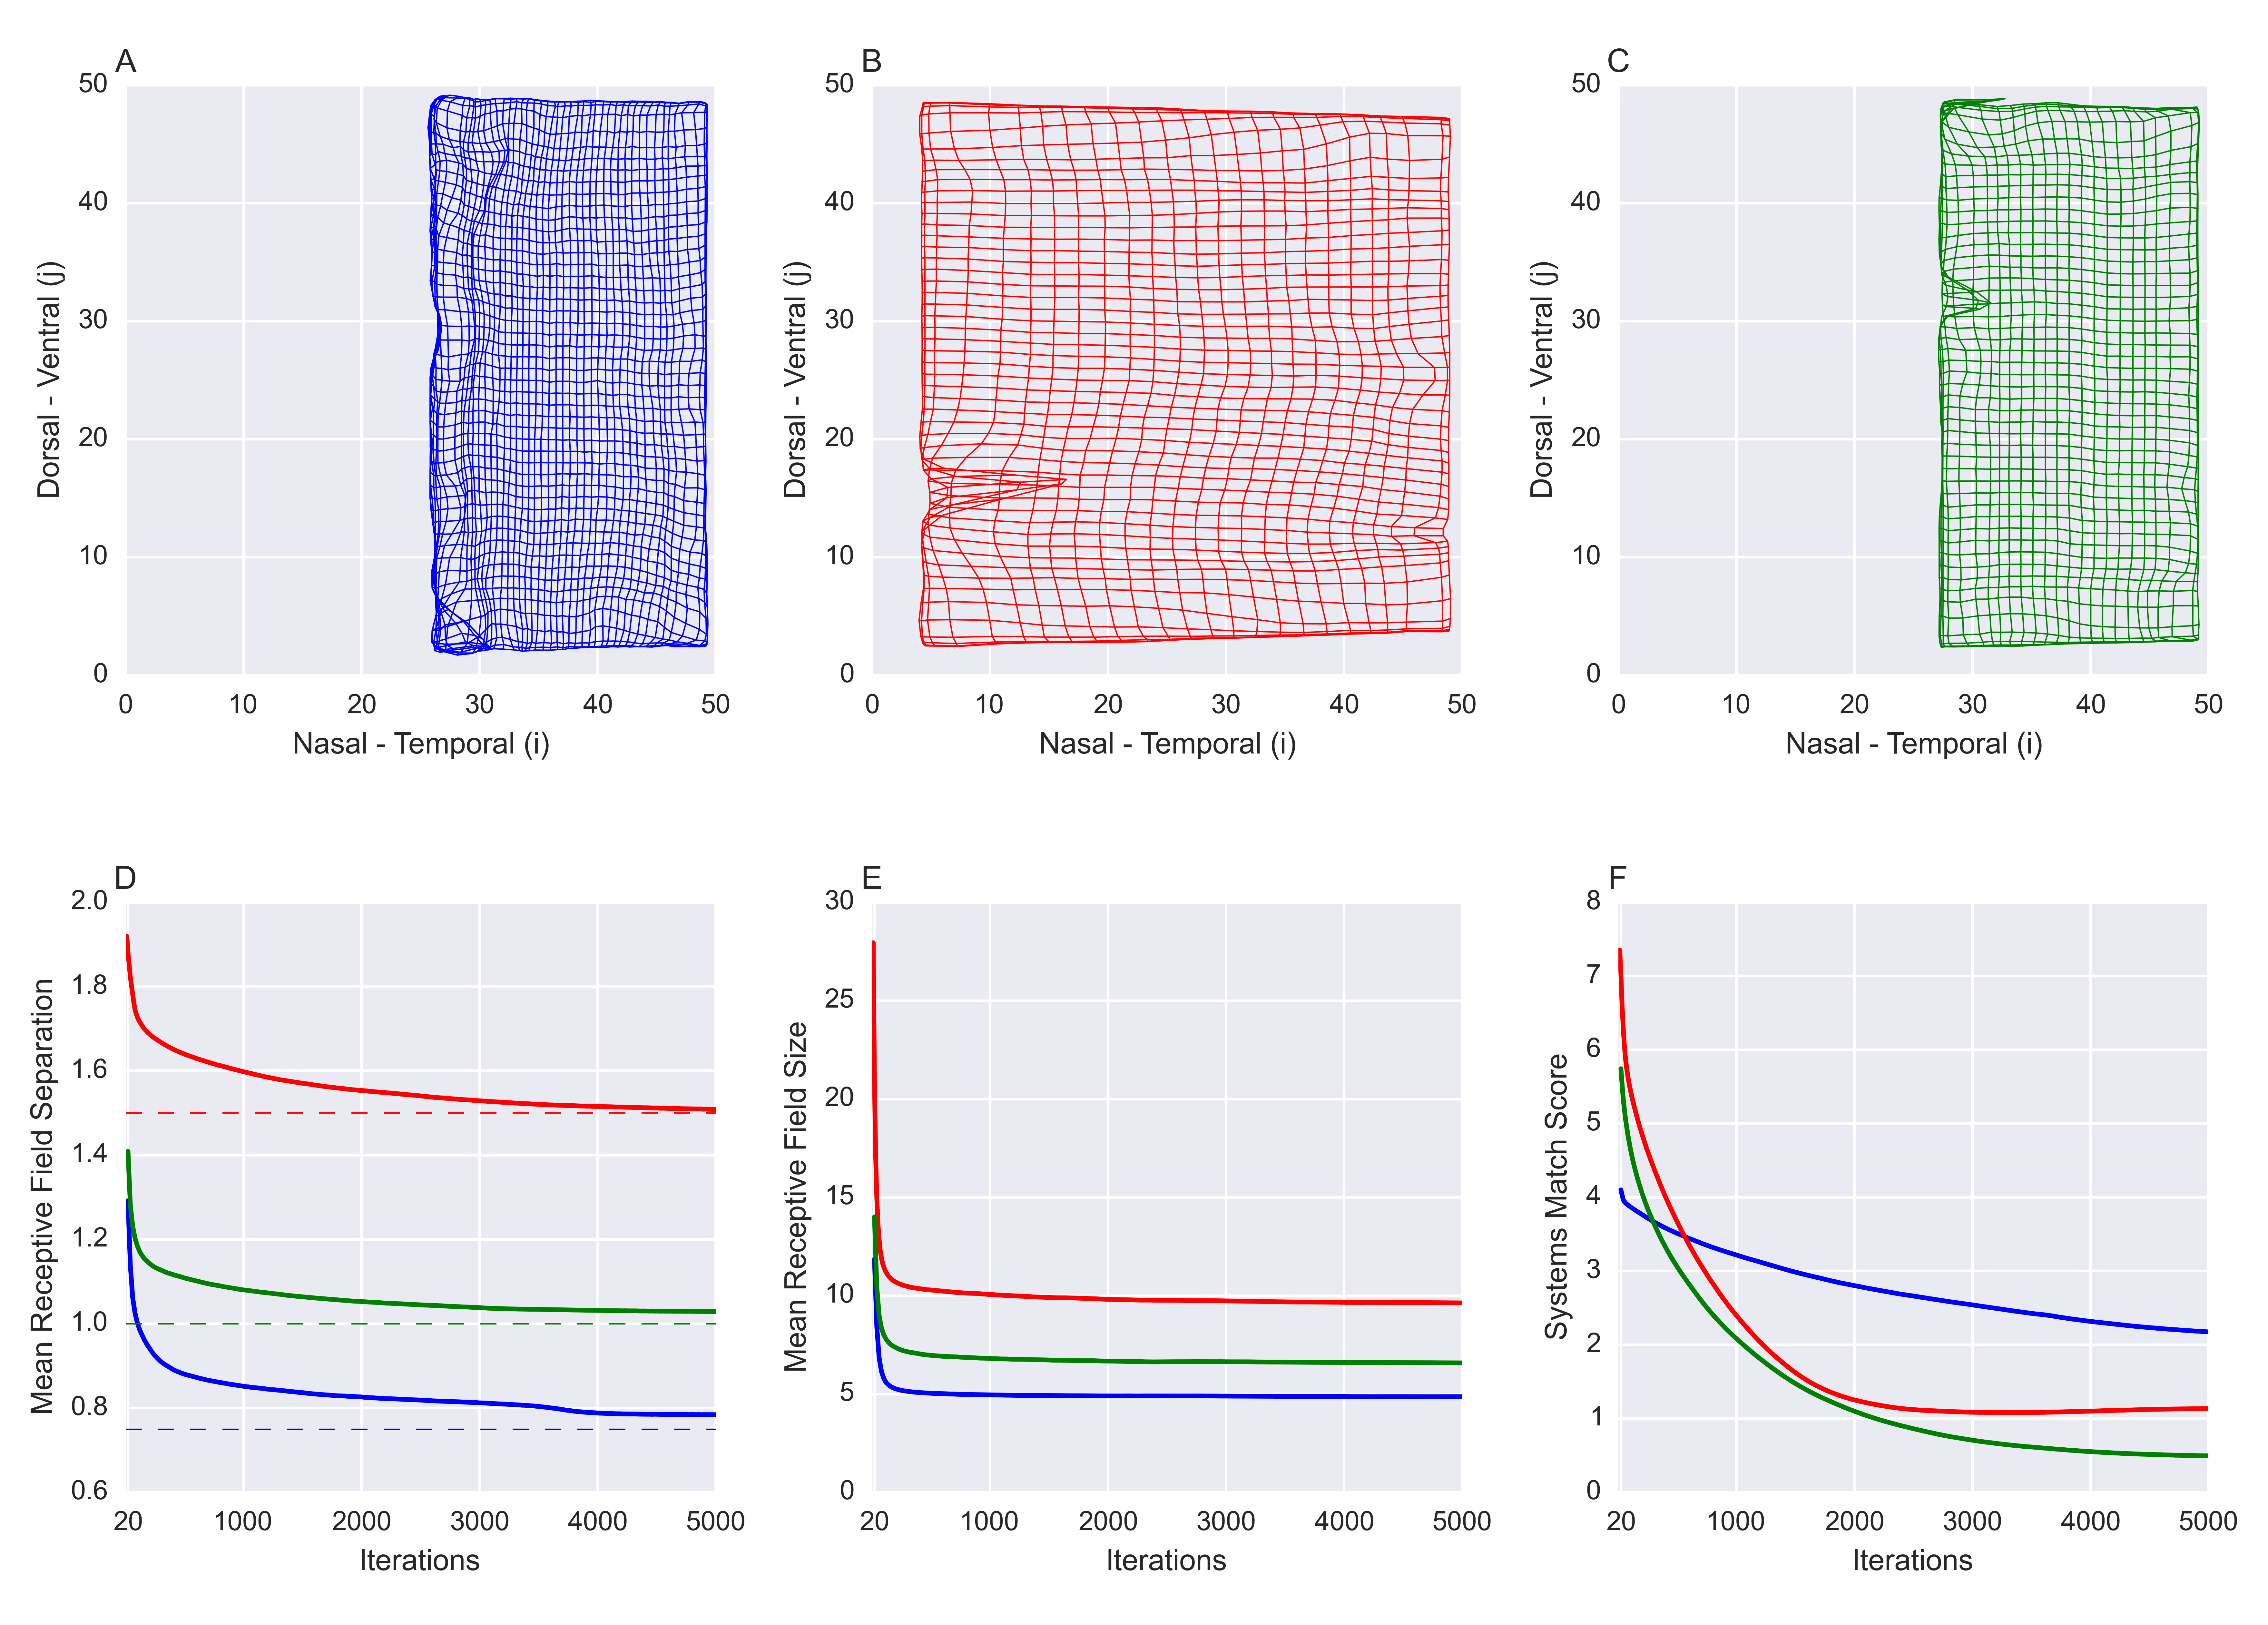 A
50
40
30
20
10
0
Dorsal - Ventral (j)
0 10 20 30 40 50
Nasal - Temporal (i)
B
50
40
30
20
10
0
Dorsal - Ventral (j)
0 10 20 30 40 50
Nasal - Temporal (i)
C
50
40
30
20
10
0
Dorsal - Ventral (j)
0 10 20 30 40 50
Nasal - Temporal (i)
D
2.0
1.8
1.6
1.4
1.2
1.0
0.8
0.6
Mean Receptive Field Separation
20 1000 2000 3000 4000 5000
Iterations
E
30
25
20
15
10
5
0
Mean Receptive Field Size
20 1000 2000 3000 4000 5000
Iterations
F
8
7
6
5
4
3
2
1
0
Systems Match Score
20 1000 2000 3000 4000 5000
Iterations